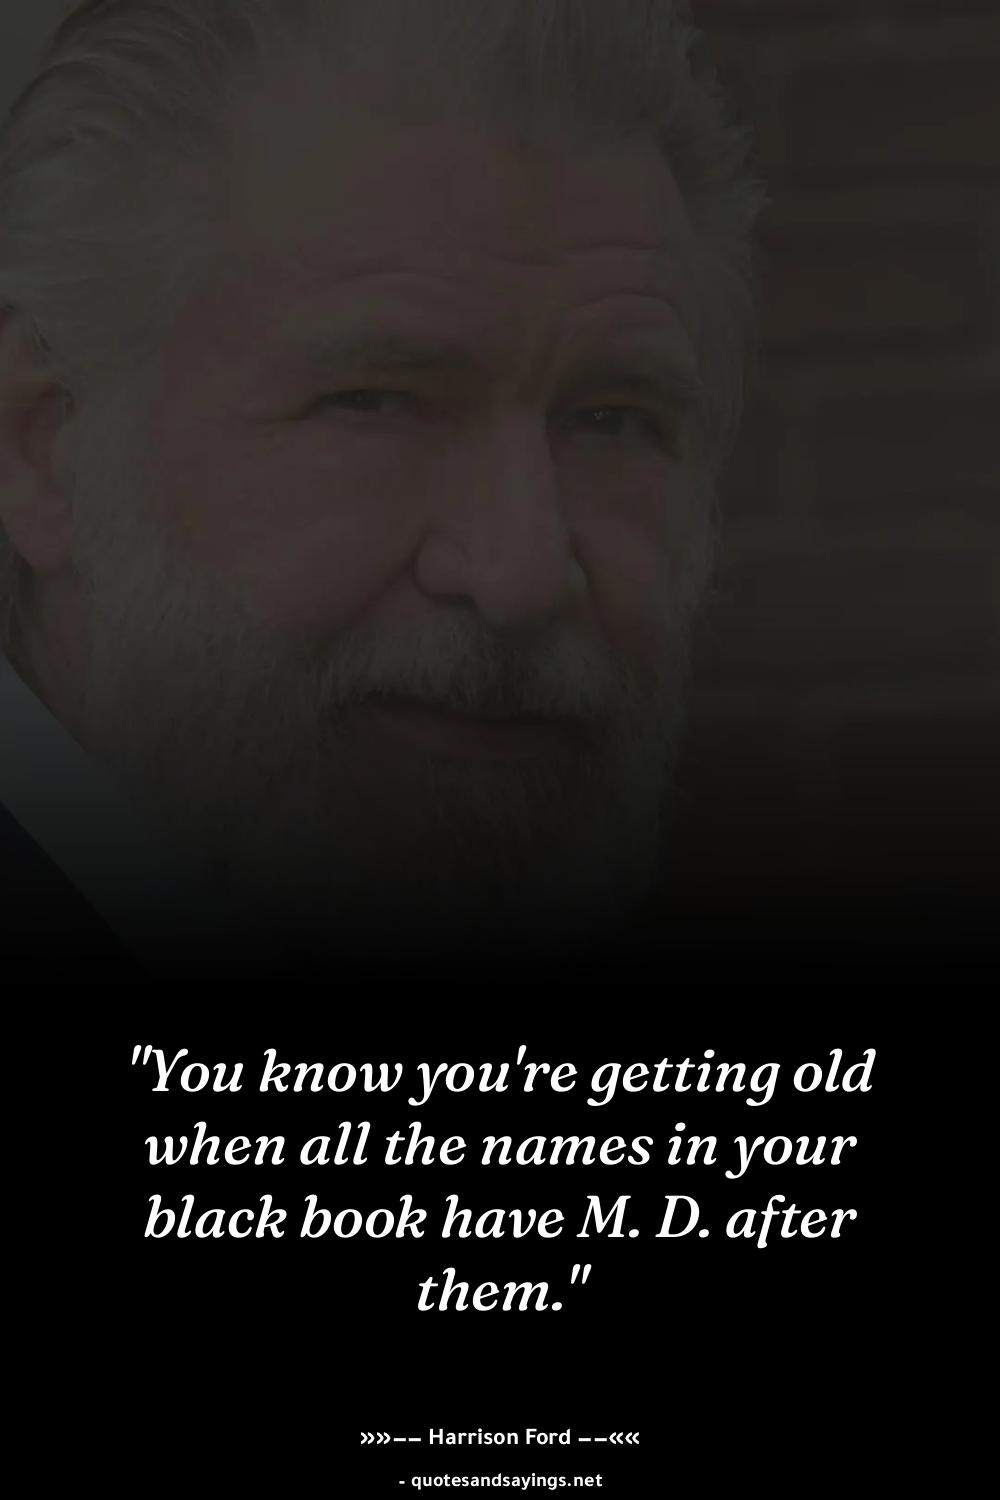 "You know you're getting old
when all the names in your
black book have M. D. after
them."
»»–– Harrison Ford ––««
- quotesandsayings.net